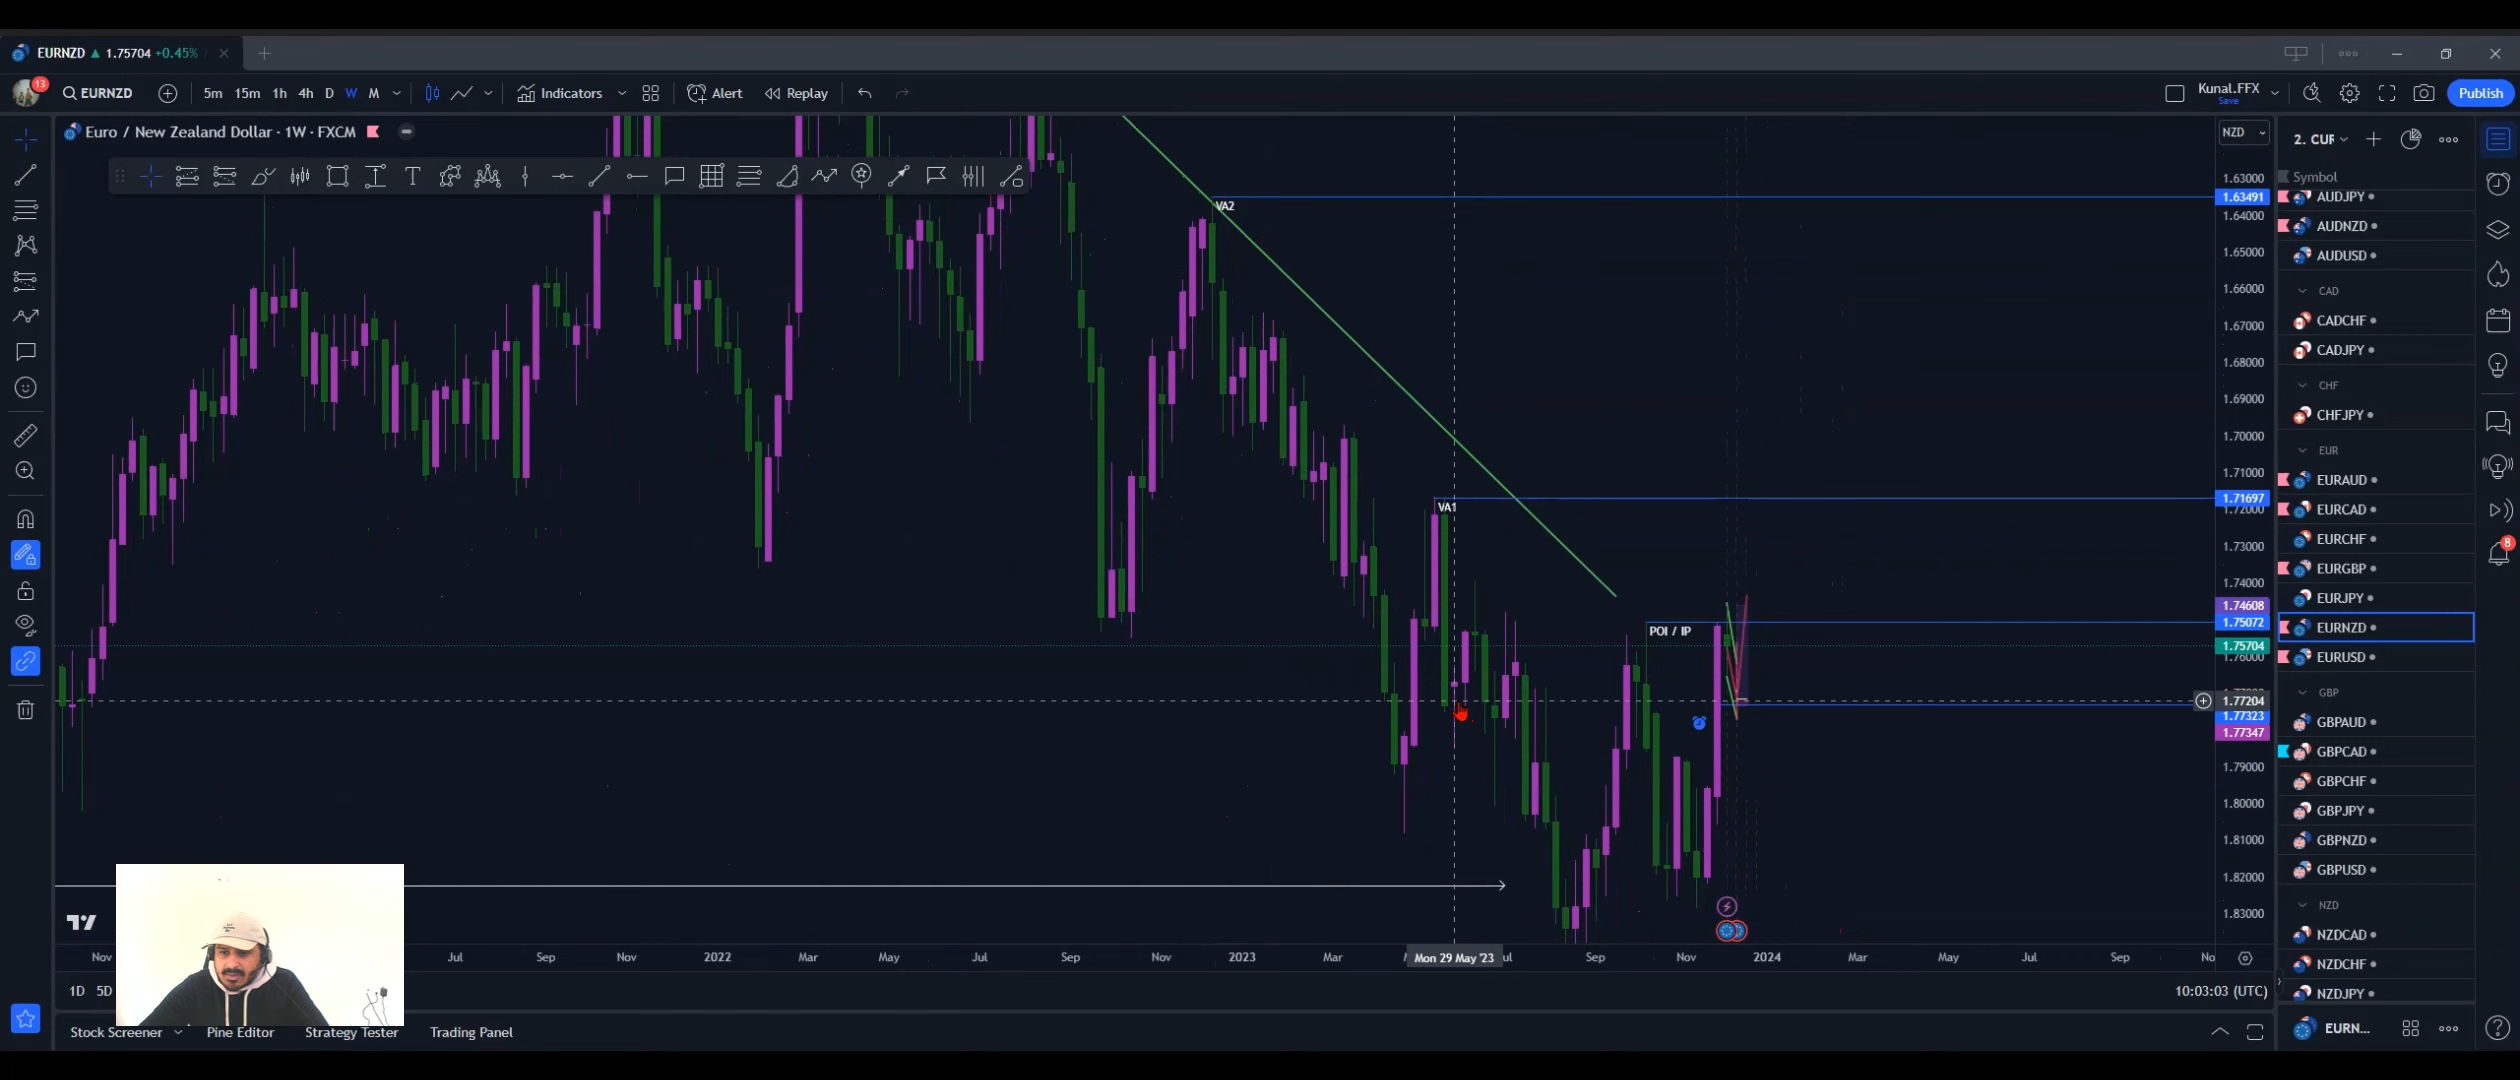 EURNZD ▲ 1.75704 +0.45%
13
EURNZD
5m 15m 1h 4h D W M
Indicators
Alert
Replay
Kunal.FFX
Save
Publish
Euro / New Zealand Dollar · 1W · FXCM
NZD
2. CUR
Symbol
AUDJPY
AUDNZD
AUDUSD
CAD
CADCHF
CADJPY
CHF
CHFJPY
EUR
EURAUD
EURCAD
EURCHF
EURGBP
EURJPY
EURNZD
EURUSD
GBP
GBPAUD
GBPCAD
GBPCHF
GBPJPY
GBPNZD
GBPUSD
NZD
NZDCAD
NZDCHF
NZDJPY
EURN...
8
VA2
VA1
POI / IP
1.63000
1.63491
1.64000
1.65000
1.66000
1.67000
1.68000
1.69000
1.70000
1.71000
1.71697
1.72000
1.73000
1.74000
1.74608
1.75072
1.75704
1.76000
1.77204
1.77323
1.77347
1.79000
1.80000
1.81000
1.82000
1.83000
Nov Jul Sep Nov 2022 Mar May Jul Sep Nov 2023 Mar Mon 29 May '23 Sep Nov 2024 Mar May Jul Sep
1D 5D
10:03:03 (UTC)
Stock Screener Pine Editor Strategy Tester Trading Panel